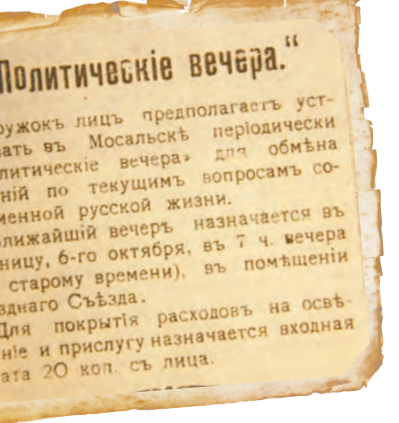 Политическіе вечера.“
ружокъ лицъ предполагаетъ уст-
вать въ Мосальскѣ періодически
литическіе вечера» для обмѣна
ній по текущимъ вопросамъ со-
менной русской жизни.
лижайшій вечеръ назначается въ
ницу, 6-го октября, въ 7 ч. вечера
старому времени), въ помѣщеніи
зднаго Съѣзда.
Для покрытія расходовъ на освѣ-
ніе и прислугу назначается входная
ата 20 коп. съ лица.